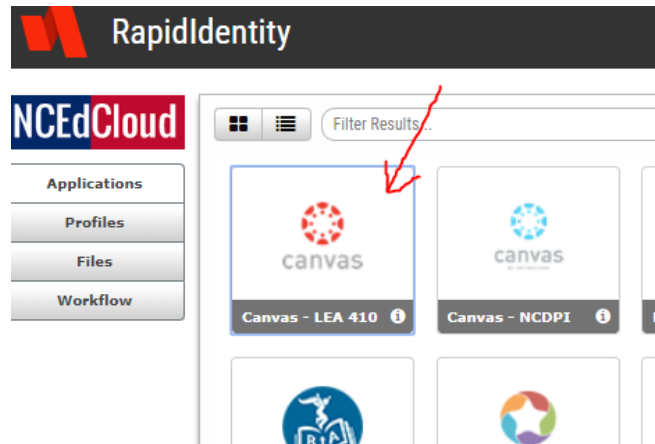 RapidIdentity
NCEdCloud
Filter Results...
Applications
Profiles
Files
Workflow
canvas
canvas
Canvas - LEA 410
Canvas - NCDPI